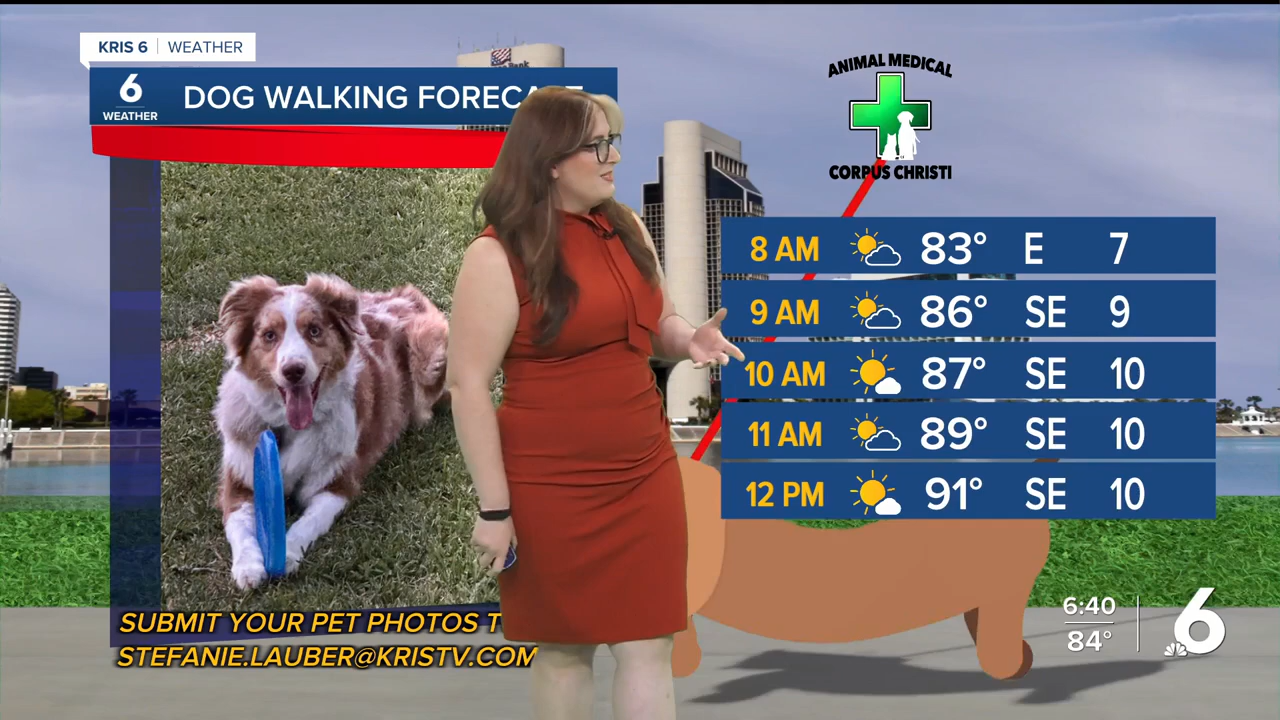 KRIS 6 | WEATHER
6
WEATHER
DOG WALKING FORECAST
ANIMAL MEDICAL
CORPUS CHRISTI
8 AM 83° E 7
9 AM 86° SE 9
10 AM 87° SE 10
11 AM 89° SE 10
12 PM 91° SE 10
SUBMIT YOUR PET PHOTOS T
STEFANIE.LAUBER@KRISTV.COM
6:40
84°
6